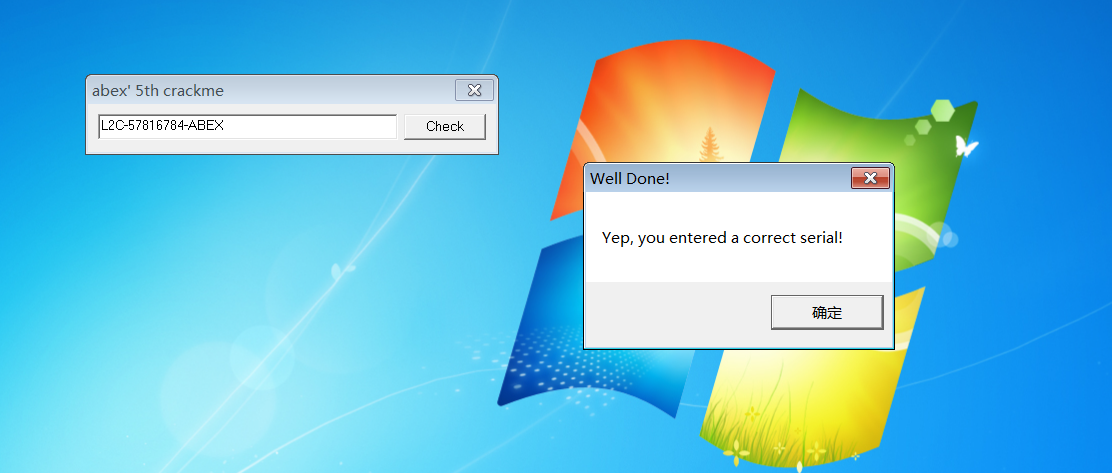 abex' 5th crackme
L2C-57816784-ABEX
Check
Well Done!
Yep, you entered a correct serial!
确定